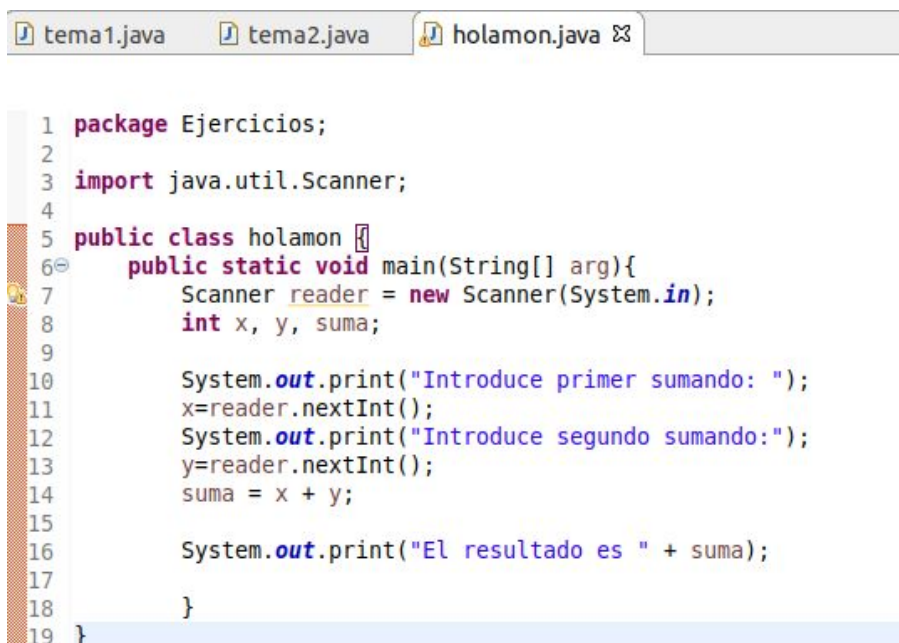 tema1.java tema2.java holamon.java
1 package Ejercicios;
2
3 import java.util.Scanner;
4
5 public class holamon {
6 public static void main(String[] arg){
7 Scanner reader = new Scanner(System.in);
8 int x, y, suma;
9
10 System.out.print("Introduce primer sumando: ");
11 x=reader.nextInt();
12 System.out.print("Introduce segundo sumando:");
13 y=reader.nextInt();
14 suma = x + y;
15
16 System.out.print("El resultado es " + suma);
17
18 }
19 }